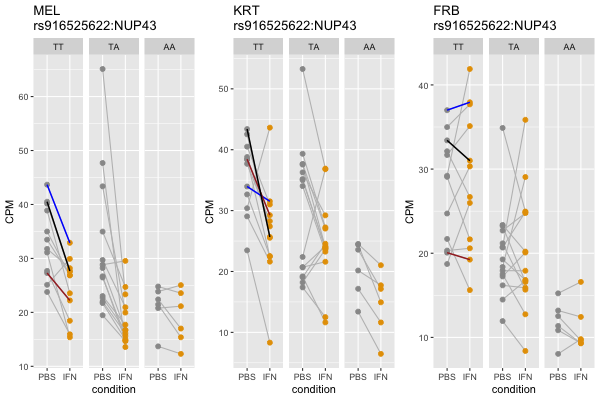 MEL
rs916525622:NUP43
TT TA AA
CPM
60
50
40
30
20
10
PBS IFN PBS IFN PBS IFN
condition
KRT
rs916525622:NUP43
TT TA AA
CPM
50
40
30
20
10
PBS IFN PBS IFN PBS IFN
condition
FRB
rs916525622:NUP43
TT TA AA
CPM
40
30
20
10
PBS IFN PBS IFN PBS IFN
condition